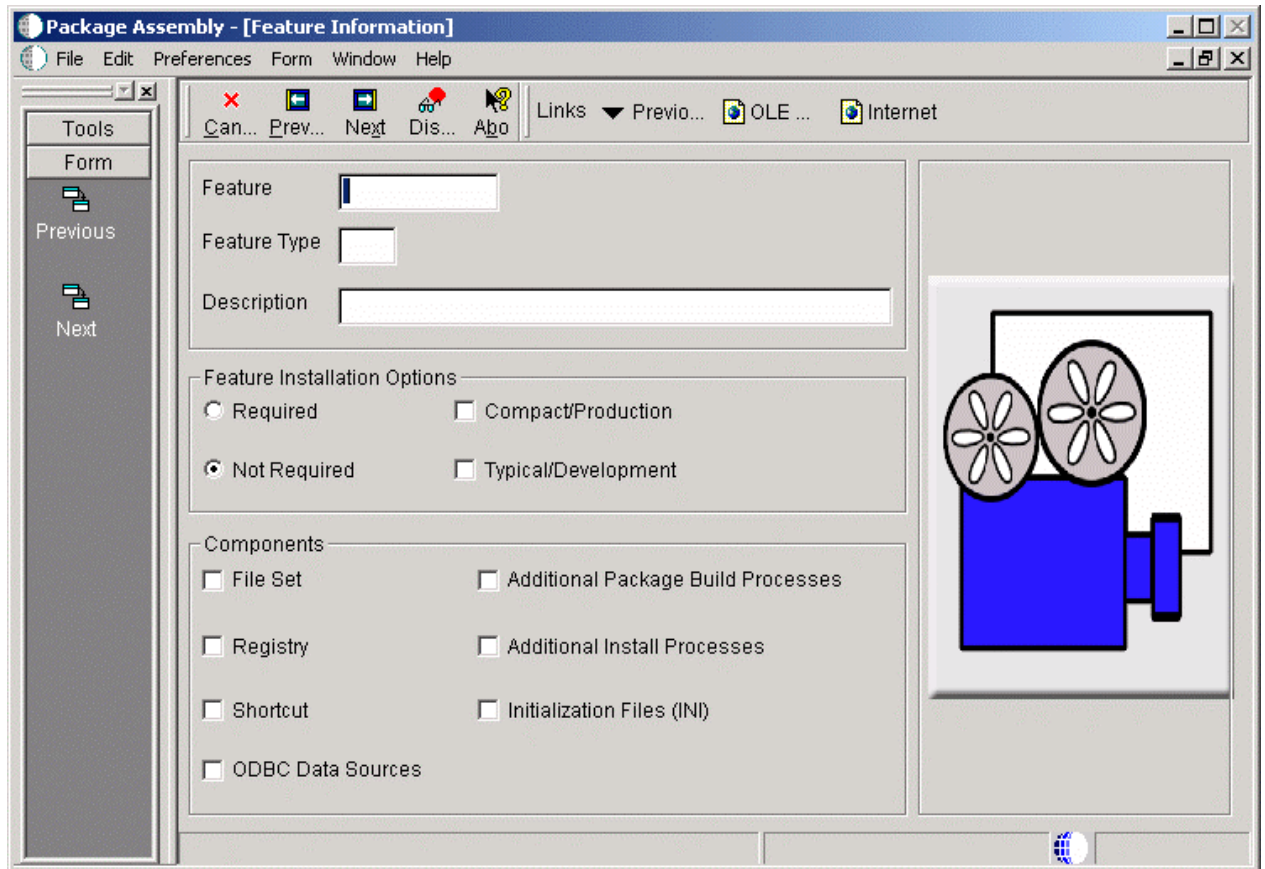 Package Assembly - [Feature Information]
File Edit Preferences Form Window Help
Tools
Form
Previous
Next
Can... Prev... Next Dis... Abo Links Previo... OLE ... Internet
Feature
Feature Type
Description
Feature Installation Options
Required Compact/Production
Not Required Typical/Development
Components
File Set Additional Package Build Processes
Registry Additional Install Processes
Shortcut Initialization Files (INI)
ODBC Data Sources